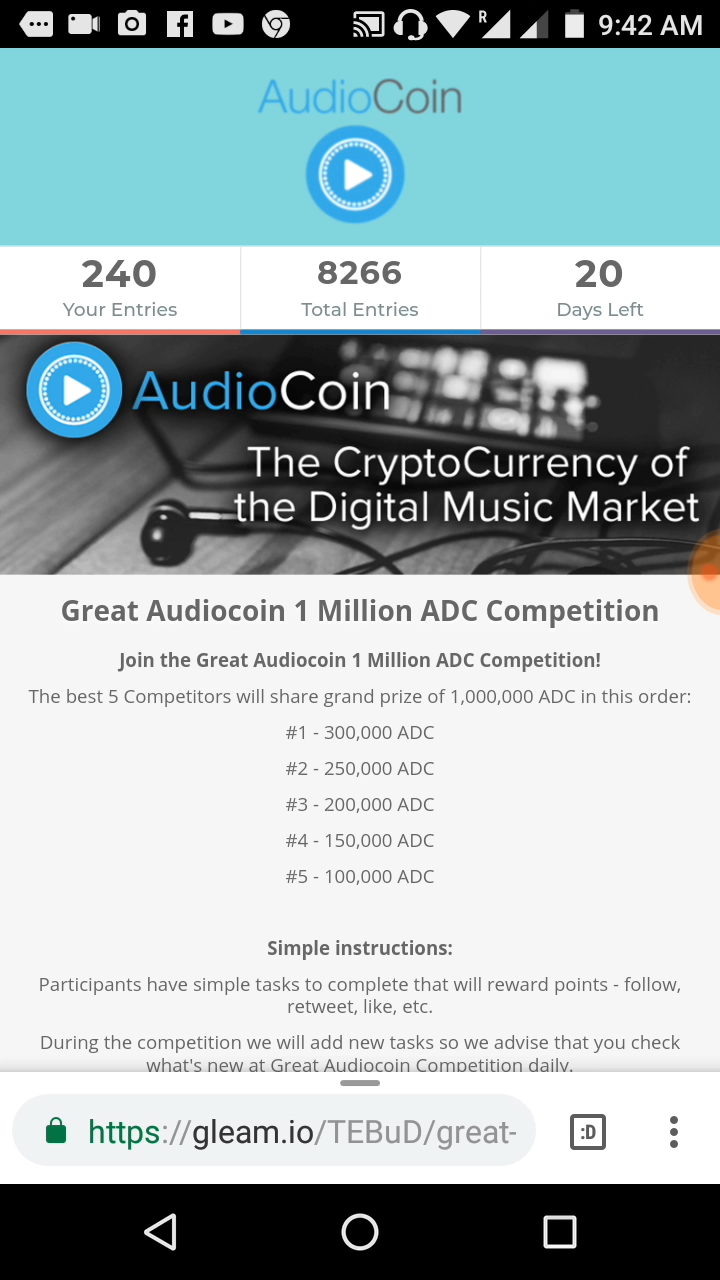 R
9:42 AM
AudioCoin
240
8266
20
Your Entries
Total Entries
Days Left
AudioCoin
The CryptoCurrency of
the Digital Music Market
Great Audiocoin 1 Million ADC Competition
Join the Great Audiocoin 1 Million ADC Competition!
The best 5 Competitors will share grand prize of 1,000,000 ADC in this order:
#1 - 300,000 ADC
#2 - 250,000 ADC
#3 - 200,000 ADC
#4 - 150,000 ADC
#5 - 100,000 ADC
Simple instructions:
Participants have simple tasks to complete that will reward points - follow,
retweet, like, etc.
During the competition we will add new tasks so we advise that you check
what's new at Great Audiocoin Competition daily.
https://gleam.io/TEBuD/great-
:D